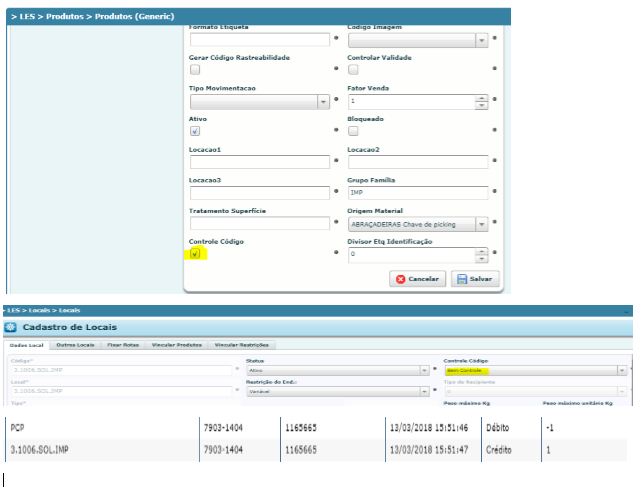 > LES > Produtos > Produtos (Generic)
Formato Etiqueta Codigo Imagem
Gerar Código Rastreabilidade Controlar Validade
Tipo Movimentacao Fator Venda
1
Ativo Bloqueado
Locacao1 Locacao2
Locacao3 Grupo Família
IMP
Tratamento Superfície Origem Material
ABRAÇADEIRAS Chave de picking
Controle Código Divisor Etq Identificação
0
Cancelar Salvar
> LES > Locais > Locais
Cadastro de Locais
Dados Local Outros Locais Fixar Rotas Vincular Produtos Vincular Restrições
Código* Status Controle Código
3.1006.SOL.IMP Ativo Sem Controle
Local* Restrição do End.: Tipo de Recipiente
3.1006.SOL.IMP Variável 0
Tipo* Peso máximo Kg Peso máximo unitário Kg
PCP 7903-1404 1165665 13/03/2018 15:51:46 Débito -1
3.1006.SOL.IMP 7903-1404 1165665 13/03/2018 15:51:47 Crédito 1